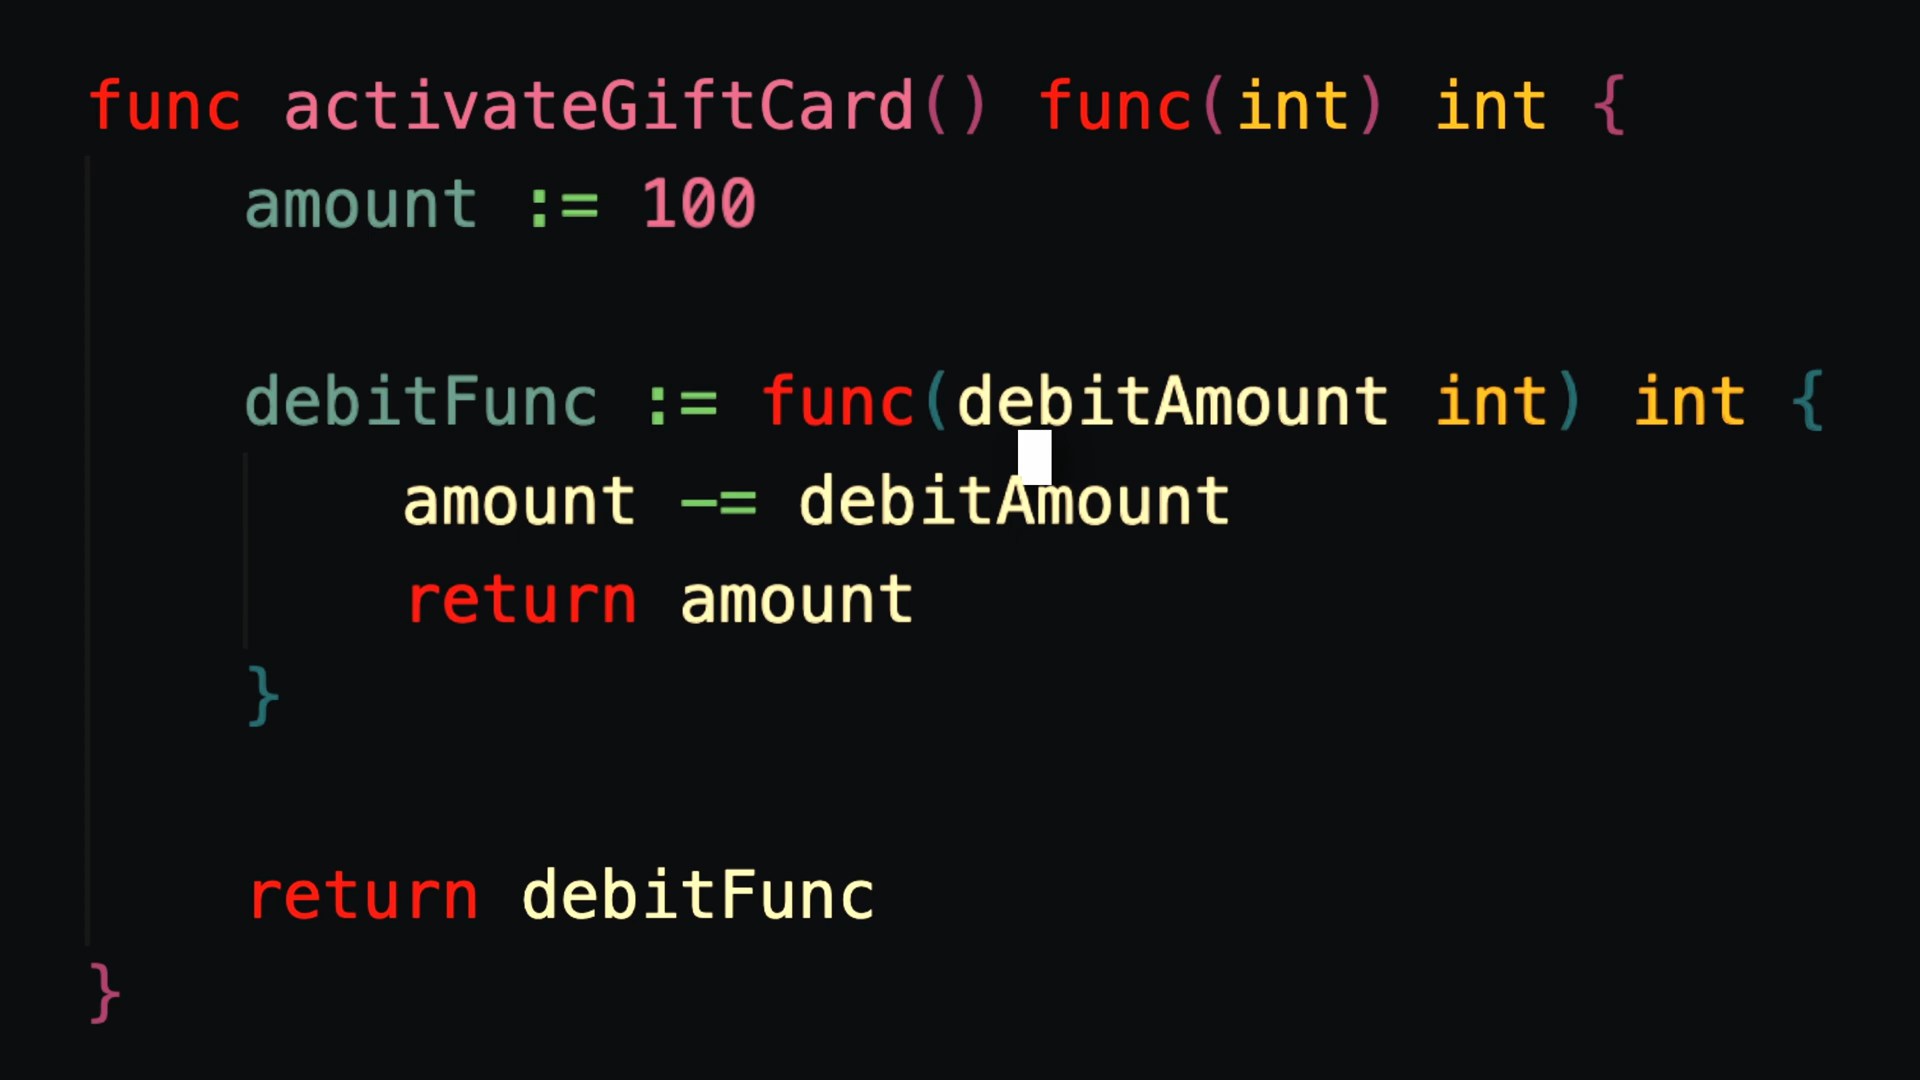 func activateGiftCard() func(int) int {
    amount := 100

    debitFunc := func(debitAmount int) int {
        amount -= debitAmount
        return amount
    }

    return debitFunc
}